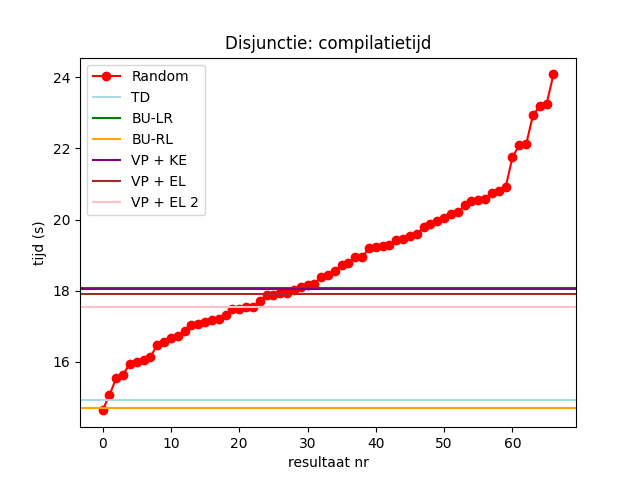 Disjunctie: compilatietijd
Random
TD
BU-LR
BU-RL
VP + KE
VP + EL
VP + EL 2
tijd (s)
24
22
20
18
16
0 10 20 30 40 50 60
resultaat nr